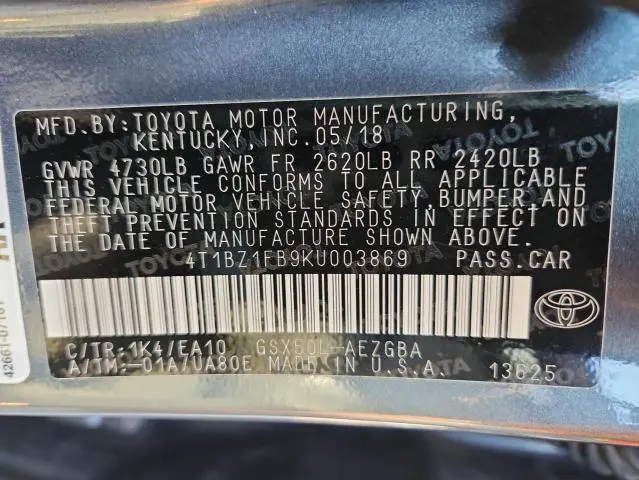 MFD.BY:TOYOTA MOTOR MANUFACTURING,
KENTUCKY,INC.05/18
GVWR 4730LB GAWR FR 2620LB RR 2420LB
THIS VEHICLE CONFORMS TO ALL APPLICABLE
FEDERAL MOTOR VEHICLE SAFETY,BUMPER,AND
THEFT PREVENTION STANDARDS IN EFFECT ON
THE DATE OF MANUFACTURE SHOWN ABOVE.
4T1BZ1FB9KU003869 PASS.CAR
C/TR:1K4/EA10 GSX50L-AEZGBA
A/TM:-01A/UA80E MADE IN U.S.A. 13625